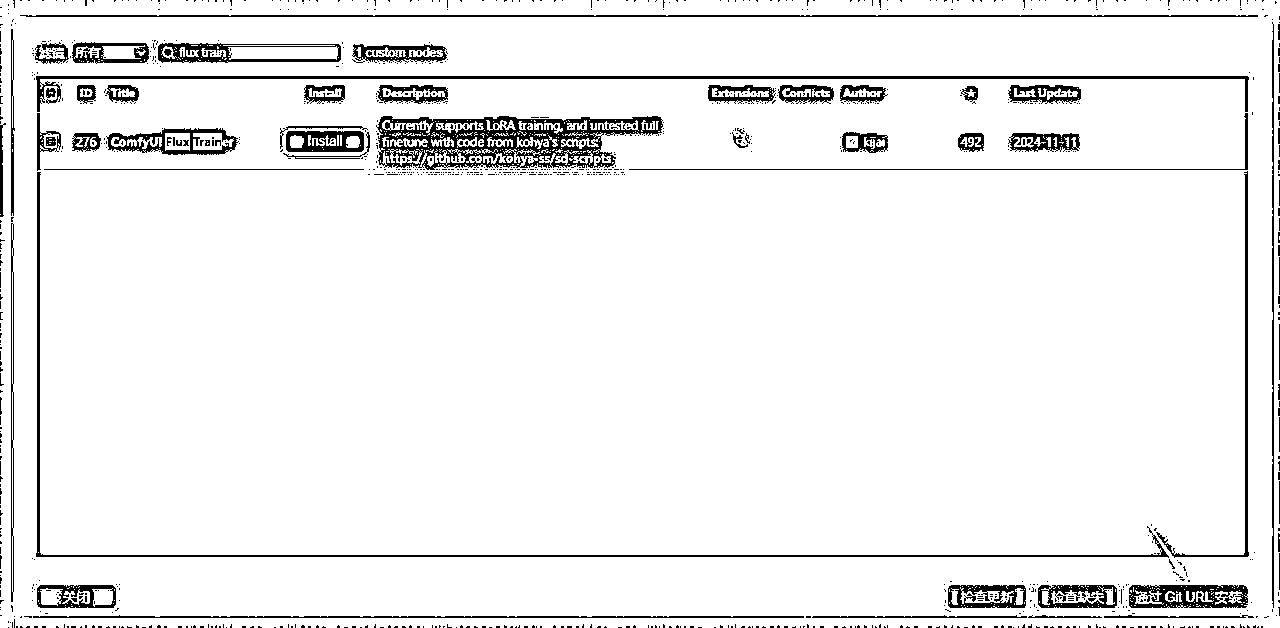 过滤 所有 flux train 1 custom nodes
ID Title Install Description Extensions Conflicts Author ★ Last Update
276 ComfyUI Flux Trainer Install Currently supports LoRA training, and untested full kijai 492 2024-11-11
finetune with code from kohya's scripts:
https://github.com/kohya-ss/sd-scripts
关闭 检查更新 检查缺失 通过 Git URL 安装